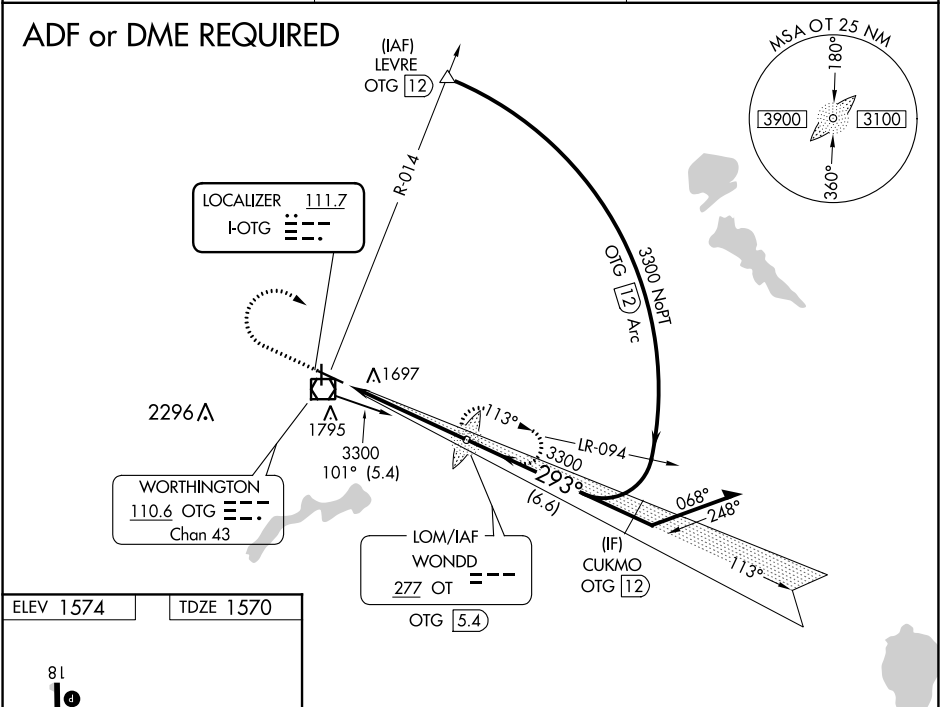 ADF or DME REQUIRED
(IAF)
LEVRE
OTG 12
MSA OT 25 NM
180°
3900
3100
360°
R-014
LOCALIZER 111.7
I-OTG
3300 NoPT
OTG 12 Arc
1697
2296
1795
3300
101° (5.4)
113°
LR-094
3300
293°
(6.6)
068°
248°
113°
WORTHINGTON
110.6 OTG
Chan 43
LOM/IAF
WONDD
277 OT
OTG 5.4
(IF)
CUKMO
OTG 12
ELEV 1574
TDZE 1570
18
P